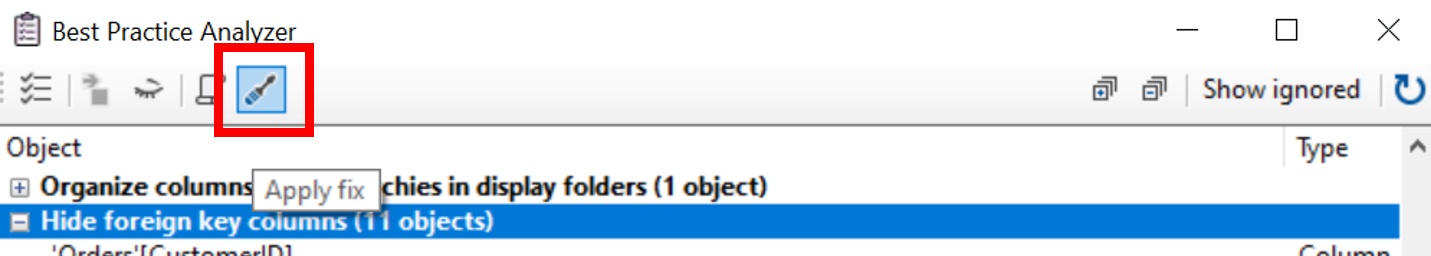 Best Practice Analyzer
Show ignored
Object Type
Organize columns chies in display folders (1 object)
Apply fix
Hide foreign key columns (11 objects)
'Orders'[CustomerID] Column